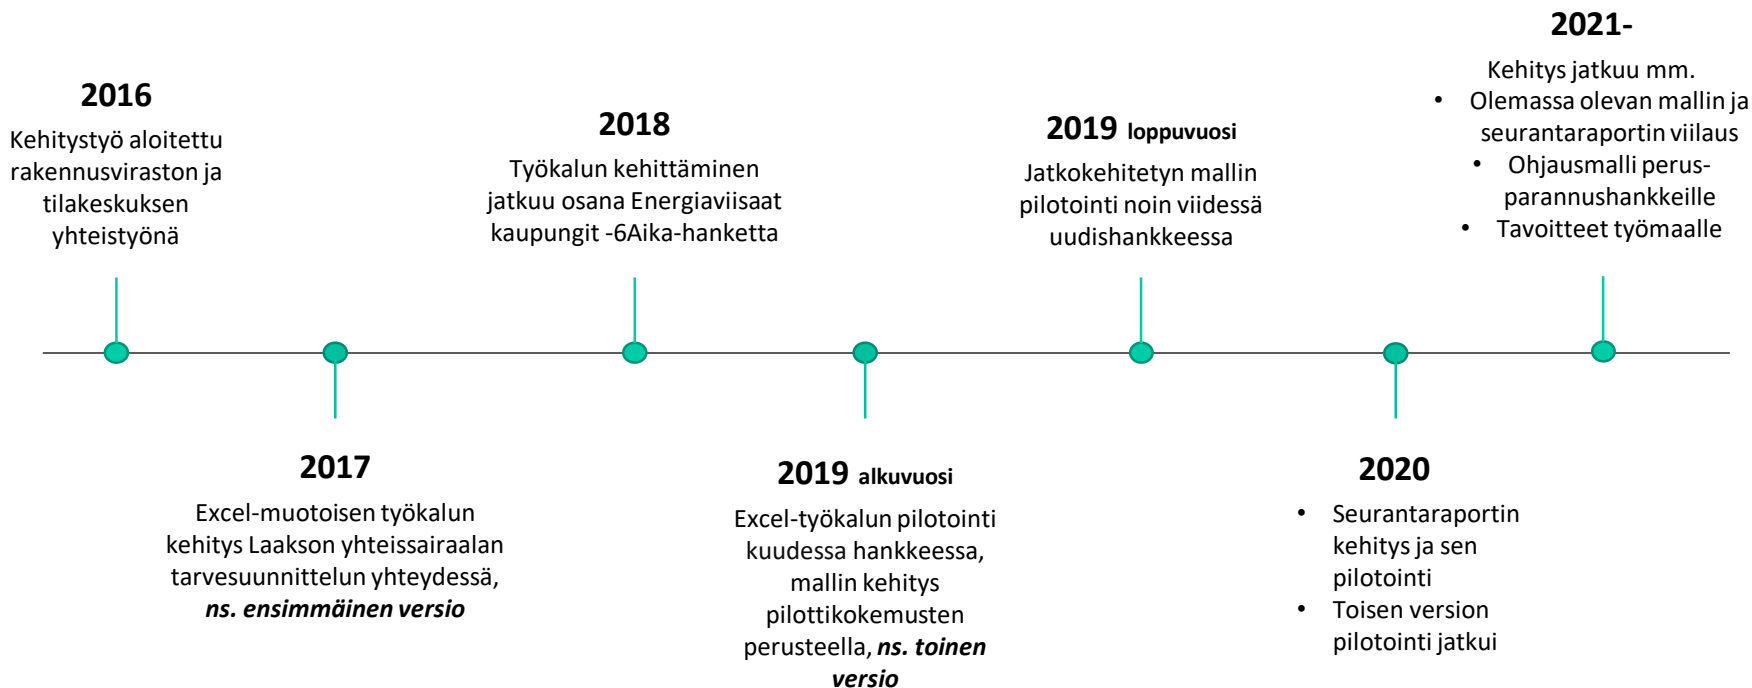 2016
Kehitystyö aloitettu
rakennusviraston ja
tilakeskuksen
yhteistyönä
2017
Excel-muotoisen työkalun
kehitys Laakson yhteissairaalan
tarvesuunnittelun yhteydessä,
ns. ensimmäinen versio
2018
Työkalun kehittäminen
jatkuu osana Energiaviisaat
kaupungit -6Aika-hanketta
2019 alkuvuosi
Excel-työkalun pilotointi
kuudessa hankkeessa,
mallin kehitys
pilottikokemusten
perusteella, ns. toinen
versio
2019 loppuvuosi
Jatkokehitetyn mallin
pilotointi noin viidessä
uudishankkeessa
2020
• Seurantaraportin
kehitys ja sen
pilotointi
• Toisen version
pilotointi jatkui
2021-
Kehitys jatkuu mm.
• Olemassa olevan mallin ja
seurantaraportin viilaus
• Ohjausmalli perus-
parannushankkeille
• Tavoitteet työmaalle